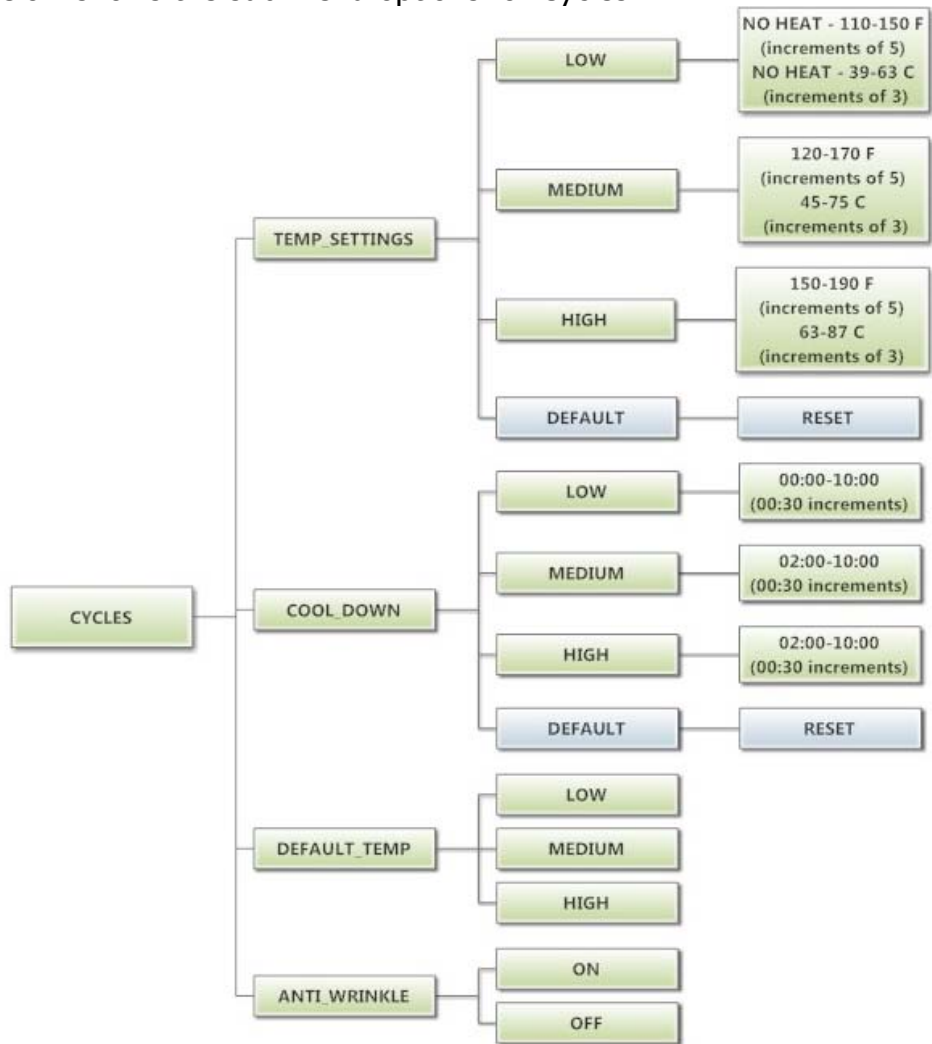 CYCLES
TEMP_SETTINGS
LOW
NO HEAT - 110-150 F
(increments of 5)
NO HEAT - 39-63 C
(increments of 3)
MEDIUM
120-170 F
(increments of 5)
45-75 C
(increments of 3)
HIGH
150-190 F
(increments of 5)
63-87 C
(increments of 3)
DEFAULT
RESET
COOL_DOWN
LOW
00:00-10:00
(00:30 increments)
MEDIUM
02:00-10:00
(00:30 increments)
HIGH
02:00-10:00
(00:30 increments)
DEFAULT
RESET
DEFAULT_TEMP
LOW
MEDIUM
HIGH
ANTI_WRINKLE
ON
OFF